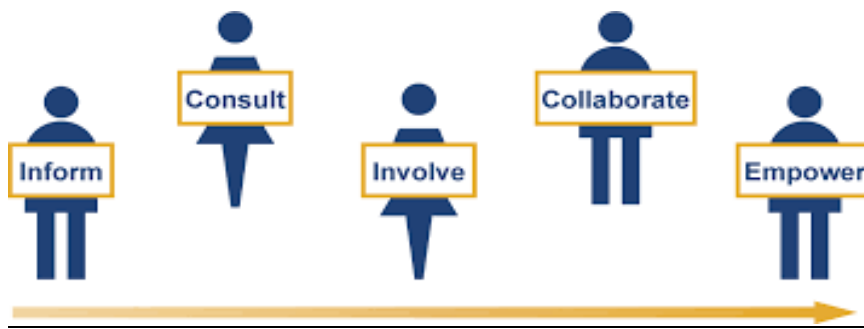 Inform
Consult
Involve
Collaborate
Empower